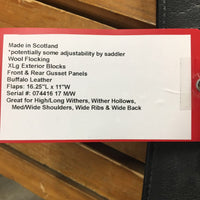 Made in Scotland
*potentially some adjustability by saddler
Wool Flocking
XLg Exterior Blocks
Front & Rear Gusset Panels
Buffalo Leather
Flaps: 16.25"L x 11"W
Serial #: 074416 17 M/W
Great for High/Long Withers, Wither Hollows,
Med/Wide Shoulders, Wide Ribs & Wide Back